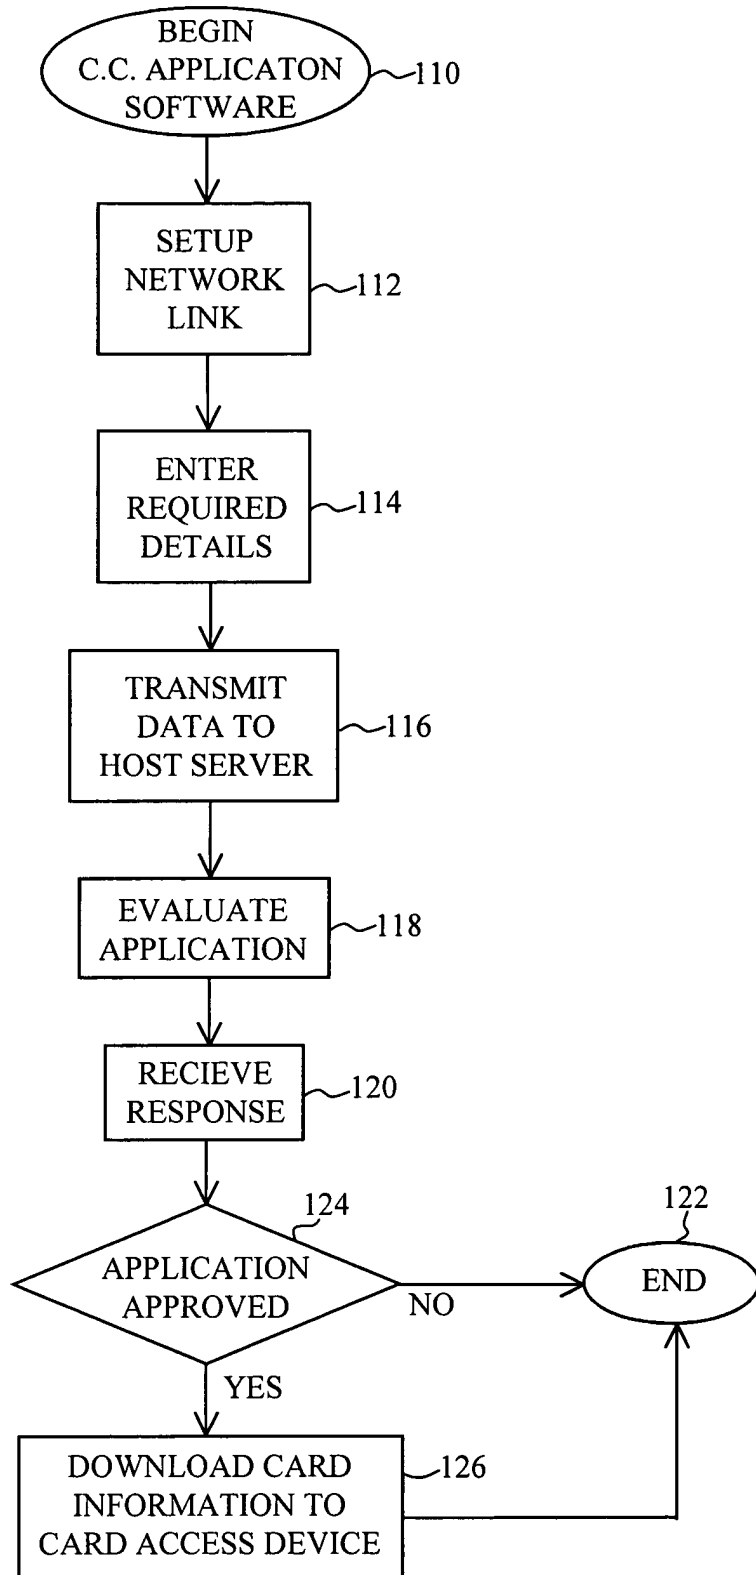 BEGIN
C.C. APPLICATON
SOFTWARE
110
SETUP
NETWORK
LINK
112
ENTER
REQUIRED
DETAILS
114
TRANSMIT
DATA TO
HOST SERVER
116
EVALUATE
APPLICATION
118
RECIEVE
RESPONSE
120
124
122
APPLICATION
APPROVED
NO
END
YES
DOWNLOAD CARD
INFORMATION TO
CARD ACCESS DEVICE
126